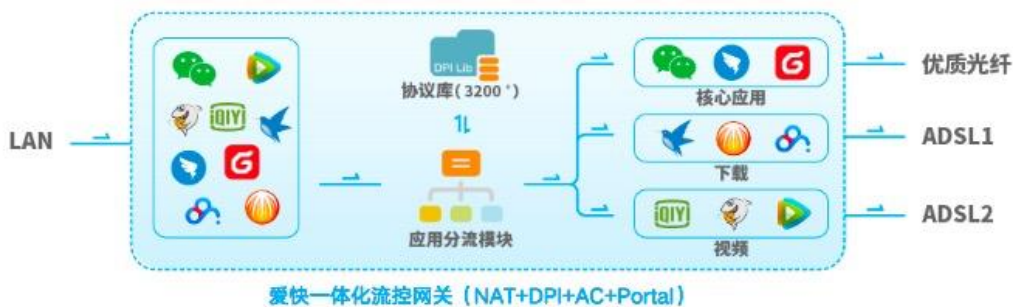 LAN
DPI Lib
协议库(3200+)
应用分流模块
iQIY
G
核心应用
下载
iQIY
视频
优质光纤
ADSL1
ADSL2
爱快一体化流控网关(NAT+DPI+AC+Portal)